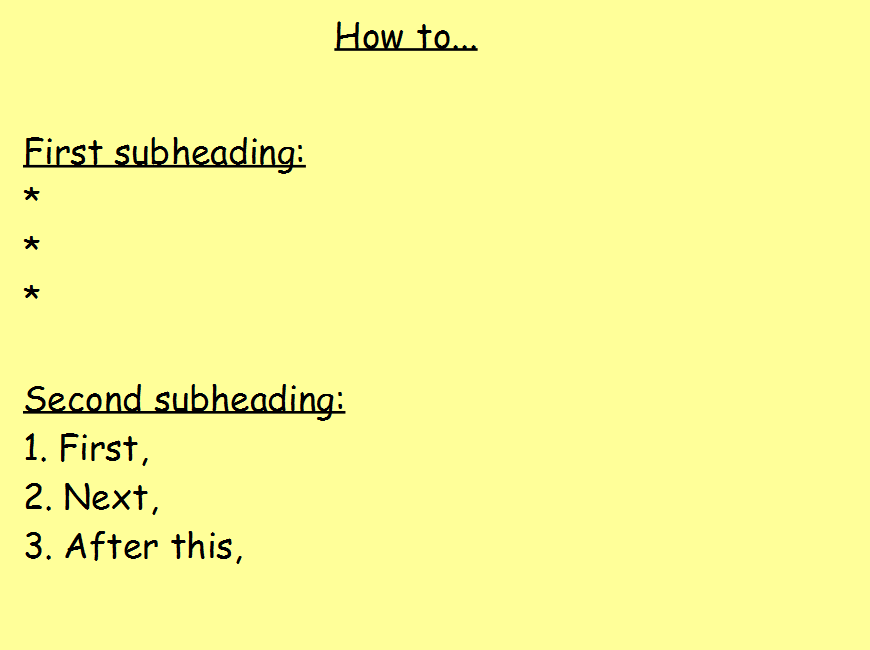 How to...
First subheading:
*
*
*
Second subheading:
1. First,
2. Next,
3. After this,